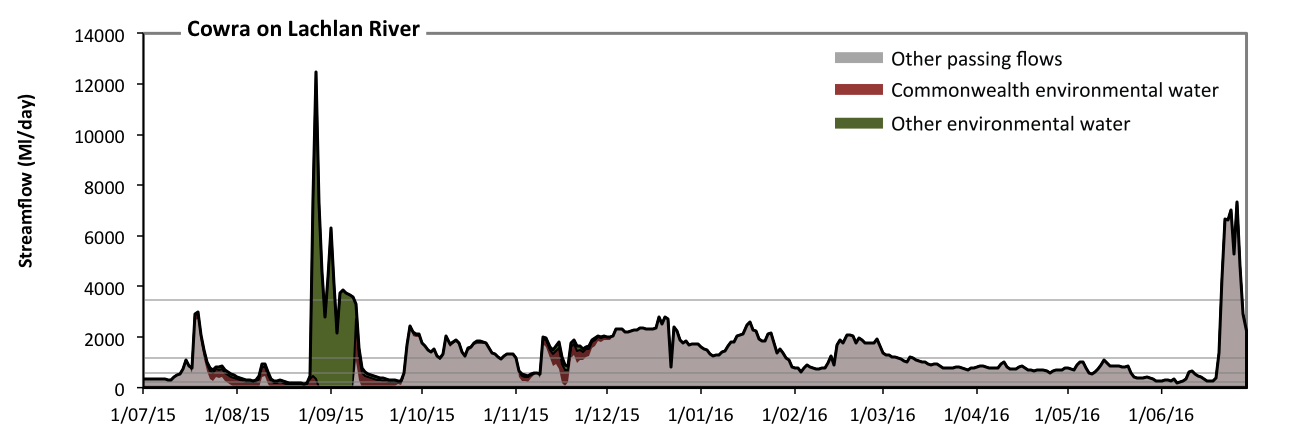 Cowra on Lachlan River
Streamflow (Ml/day)
14000
12000
10000
8000
6000
4000
2000
0
Other passing flows
Commonwealth environmental water
Other environmental water
1/07/15 1/08/15 1/09/15 1/10/15 1/11/15 1/12/15 1/01/16 1/02/16 1/03/16 1/04/16 1/05/16 1/06/16